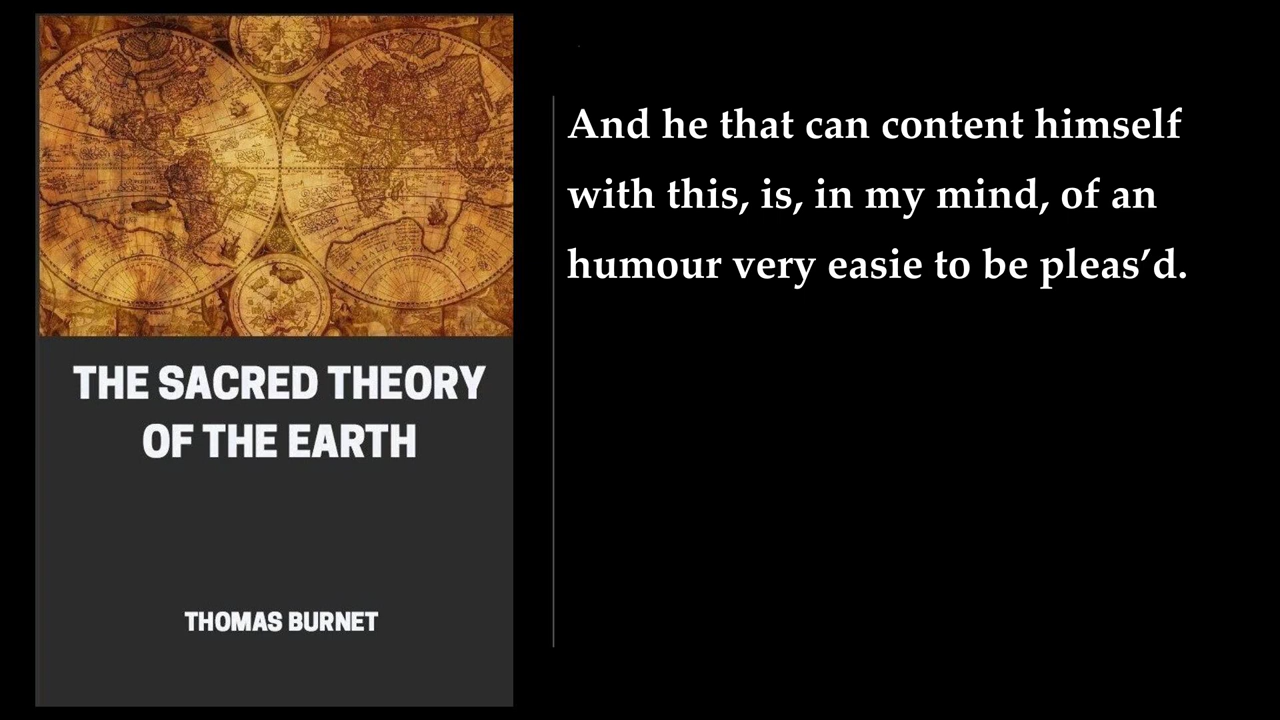 THE SACRED THEORY
OF THE EARTH
THOMAS BURNET
And he that can content himself
with this, is, in my mind, of an
humour very easie to be pleas’d.